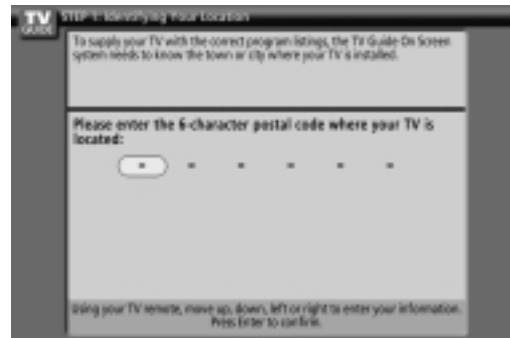 TV
GUIDE
STEP 1: Identifying Your Location
To supply your TV with the correct program listings, the TV Guide On Screen
system needs to know the town or city where your TV is installed.
Please enter the 6-character postal code where your TV is
located:
- - - - - -
Using your TV remote, move up, down, left or right to enter your information.
Press Enter to confirm.